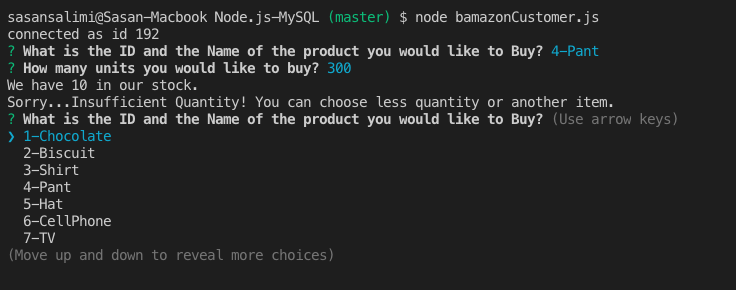 sasansalimi@Sasan-Macbook Node.js-MySQL (master) $ node bamazonCustomer.js
connected as id 192
? What is the ID and the Name of the product you would like to Buy? 4-Pant
? How many units you would like to buy? 300
We have 10 in our stock.
Sorry...Insufficient Quantity! You can choose less quantity or another item.
? What is the ID and the Name of the product you would like to Buy? (Use arrow keys)
❯ 1-Chocolate
  2-Biscuit
  3-Shirt
  4-Pant
  5-Hat
  6-CellPhone
  7-TV
(Move up and down to reveal more choices)